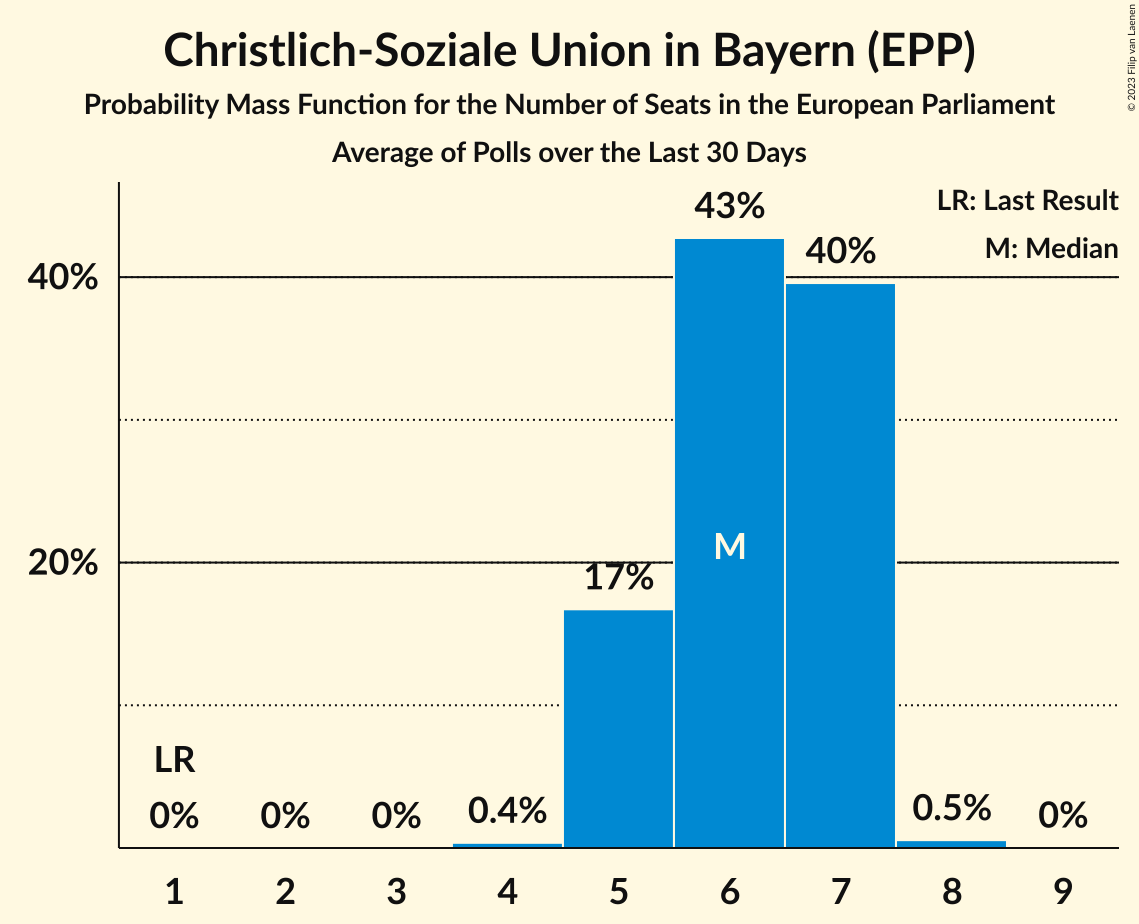 Christlich-Soziale Union in Bayern (EPP)
Probability Mass Function for the Number of Seats in the European Parliament
Average of Polls over the Last 30 Days
© 2023 Filip van Laenen
LR: Last Result
M: Median
43%
40%
40%
20%
17%
M
LR
0%
0%
0%
0.4%
0.5%
0%
1 2 3 4 5 6 7 8 9